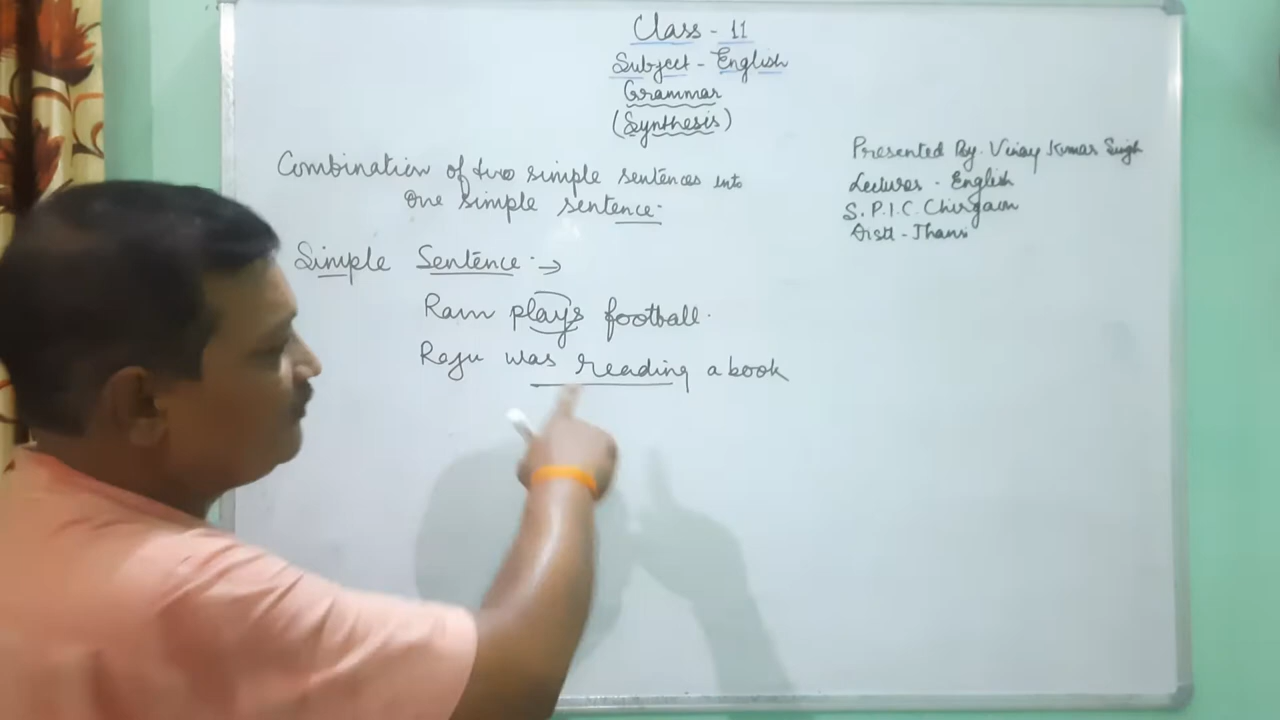 Class - 11
Subject - English
Grammar
(Synthesis)
Combination of two simple sentences into
one simple sentence:-
Simple Sentence :→
Ram plays football.
Raju was reading a book
Presented By. Vinay Kumar Singh
Lecturer - English
S. P. I. C. Chirgaon
Distt - Jhansi